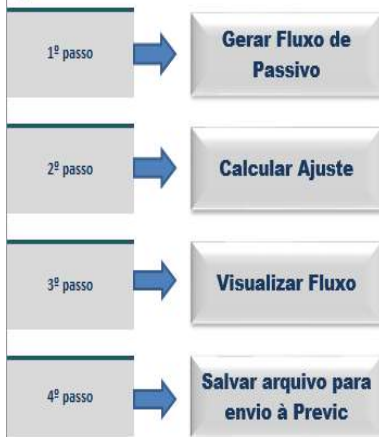 1º passo
Gerar Fluxo de
Passivo
2º passo
Calcular Ajuste
3º passo
Visualizar Fluxo
4º passo
Salvar arquivo para
envio à Previc